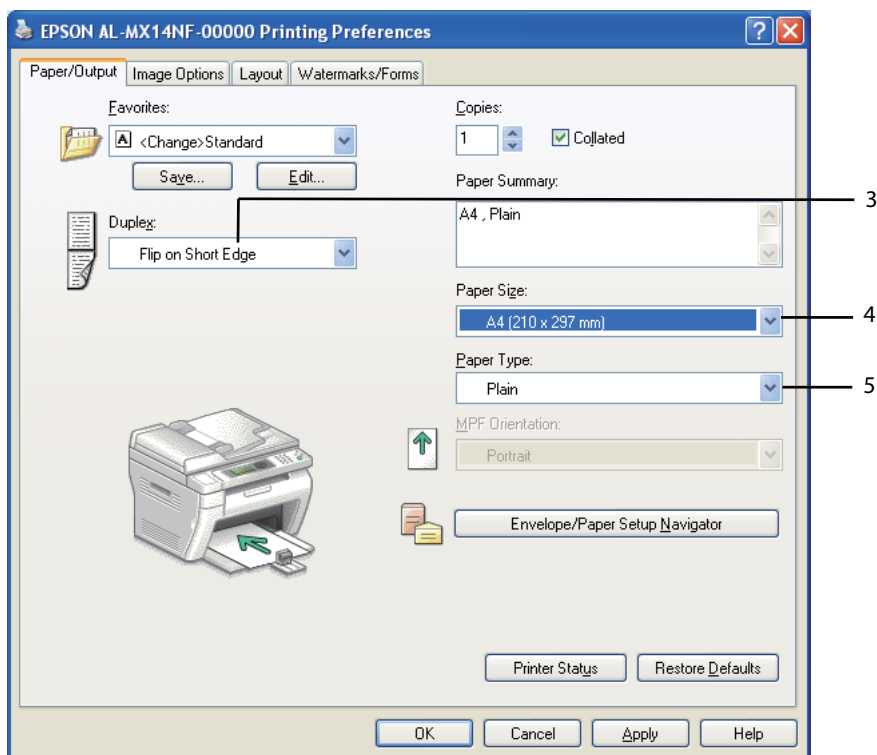 EPSON AL-MX14NF-00000 Printing Preferences
Paper/Output Image Options Layout Watermarks/Forms
Favorites:
A <Change>Standard
Save... Edit...
Duplex:
Flip on Short Edge
Copies:
1 Collated
Paper Summary:
A4 , Plain
3
Paper Size:
A4 (210 x 297 mm)
4
Paper Type:
Plain
5
MPF Orientation:
Portrait
Envelope/Paper Setup Navigator
Printer Status Restore Defaults
OK Cancel Apply Help